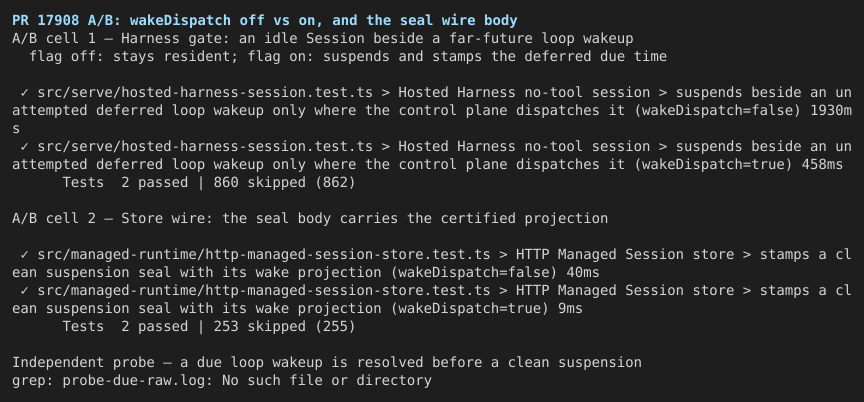 PR 17908 A/B: wakeDispatch off vs on, and the seal wire body
A/B cell 1 — Harness gate: an idle Session beside a far-future loop wakeup
flag off: stays resident; flag on: suspends and stamps the deferred due time
✓ src/serve/hosted-harness-session.test.ts > Hosted Harness no-tool session > suspends beside an un
attempted deferred loop wakeup only where the control plane dispatches it (wakeDispatch=false) 1930m
s
✓ src/serve/hosted-harness-session.test.ts > Hosted Harness no-tool session > suspends beside an un
attempted deferred loop wakeup only where the control plane dispatches it (wakeDispatch=true) 458ms
Tests  2 passed | 860 skipped (862)
A/B cell 2 — Store wire: the seal body carries the certified projection
✓ src/managed-runtime/http-managed-session-store.test.ts > HTTP Managed Session store > stamps a cl
ean suspension seal with its wake projection (wakeDispatch=false) 40ms
✓ src/managed-runtime/http-managed-session-store.test.ts > HTTP Managed Session store > stamps a cl
ean suspension seal with its wake projection (wakeDispatch=true) 9ms
Tests  2 passed | 253 skipped (255)
Independent probe — a due loop wakeup is resolved before a clean suspension
grep: probe-due-raw.log: No such file or directory